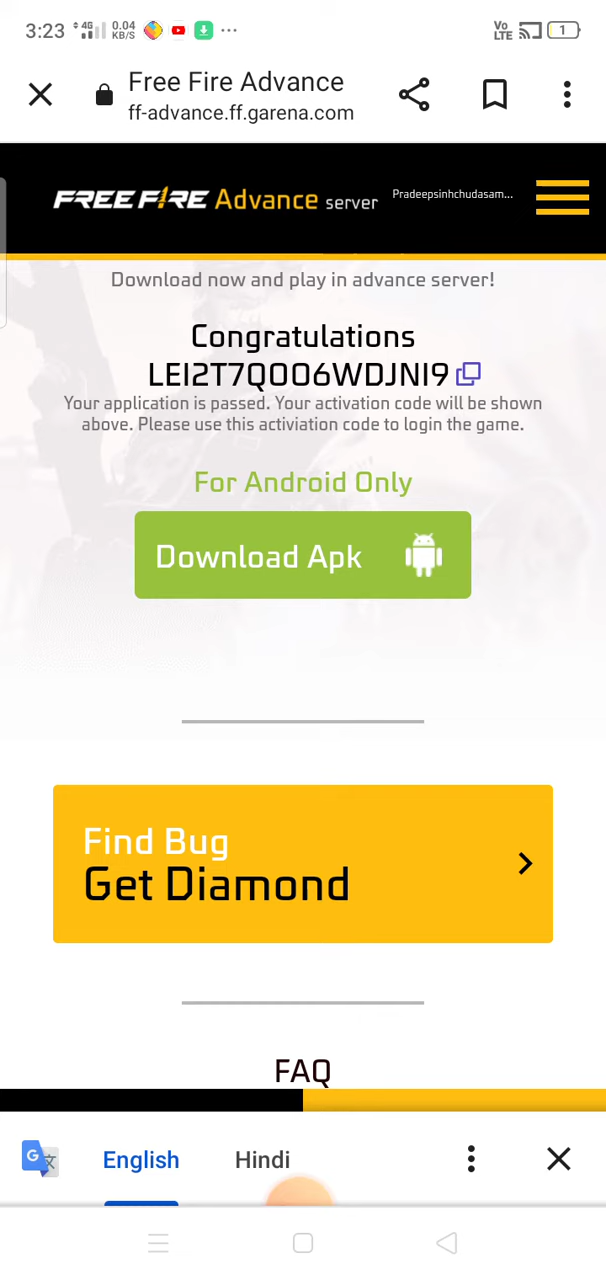 3:23 4G 0.04 KB/S ... Vo LTE 1
Free Fire Advance
ff-advance.ff.garena.com
FREE FIRE Advance server Pradeepsinhchudasam...
Download now and play in advance server!
Congratulations
LEI2T7QOO6WDJNI9
Your application is passed. Your activation code will be shown
above. Please use this activiation code to login the game.
For Android Only
Download Apk
Find Bug
Get Diamond
FAQ
G 文 English Hindi